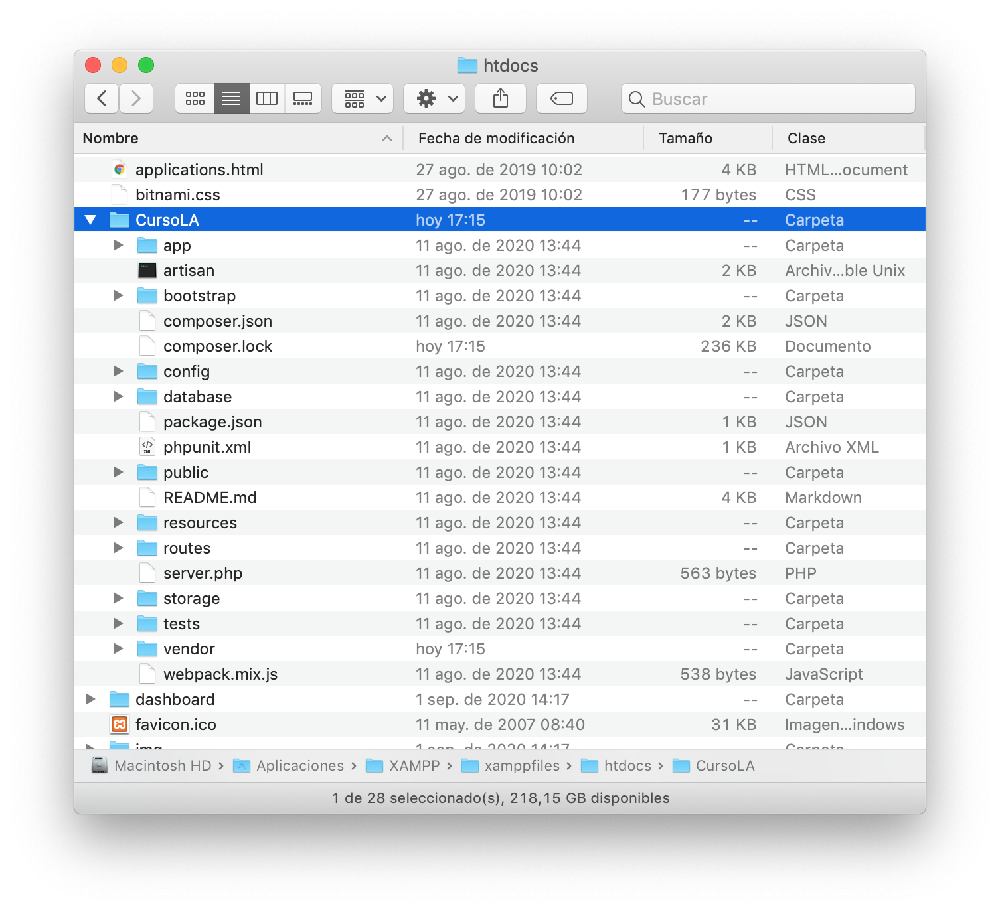 htdocs
Buscar
Nombre Fecha de modificación Tamaño Clase
applications.html 27 ago. de 2019 10:02 4 KB HTML...ocument
bitnami.css 27 ago. de 2019 10:02 177 bytes CSS
CursoLA hoy 17:15 -- Carpeta
app 11 ago. de 2020 13:44 -- Carpeta
artisan 11 ago. de 2020 13:44 2 KB Archiv...ble Unix
bootstrap 11 ago. de 2020 13:44 -- Carpeta
composer.json 11 ago. de 2020 13:44 2 KB JSON
composer.lock hoy 17:15 236 KB Documento
config 11 ago. de 2020 13:44 -- Carpeta
database 11 ago. de 2020 13:44 -- Carpeta
package.json 11 ago. de 2020 13:44 1 KB JSON
phpunit.xml 11 ago. de 2020 13:44 1 KB Archivo XML
public 11 ago. de 2020 13:44 -- Carpeta
README.md 11 ago. de 2020 13:44 4 KB Markdown
resources 11 ago. de 2020 13:44 -- Carpeta
routes 11 ago. de 2020 13:44 -- Carpeta
server.php 11 ago. de 2020 13:44 563 bytes PHP
storage 11 ago. de 2020 13:44 -- Carpeta
tests 11 ago. de 2020 13:44 -- Carpeta
vendor hoy 17:15 -- Carpeta
webpack.mix.js 11 ago. de 2020 13:44 538 bytes JavaScript
dashboard 1 sep. de 2020 14:17 -- Carpeta
favicon.ico 11 may. de 2007 08:40 31 KB Imagen...indows
img 1 sep. de 2020 14:17 -- Carpeta
Macintosh HD › Aplicaciones › XAMPP › xamppfiles › htdocs › CursoLA
1 de 28 seleccionado(s), 218,15 GB disponibles